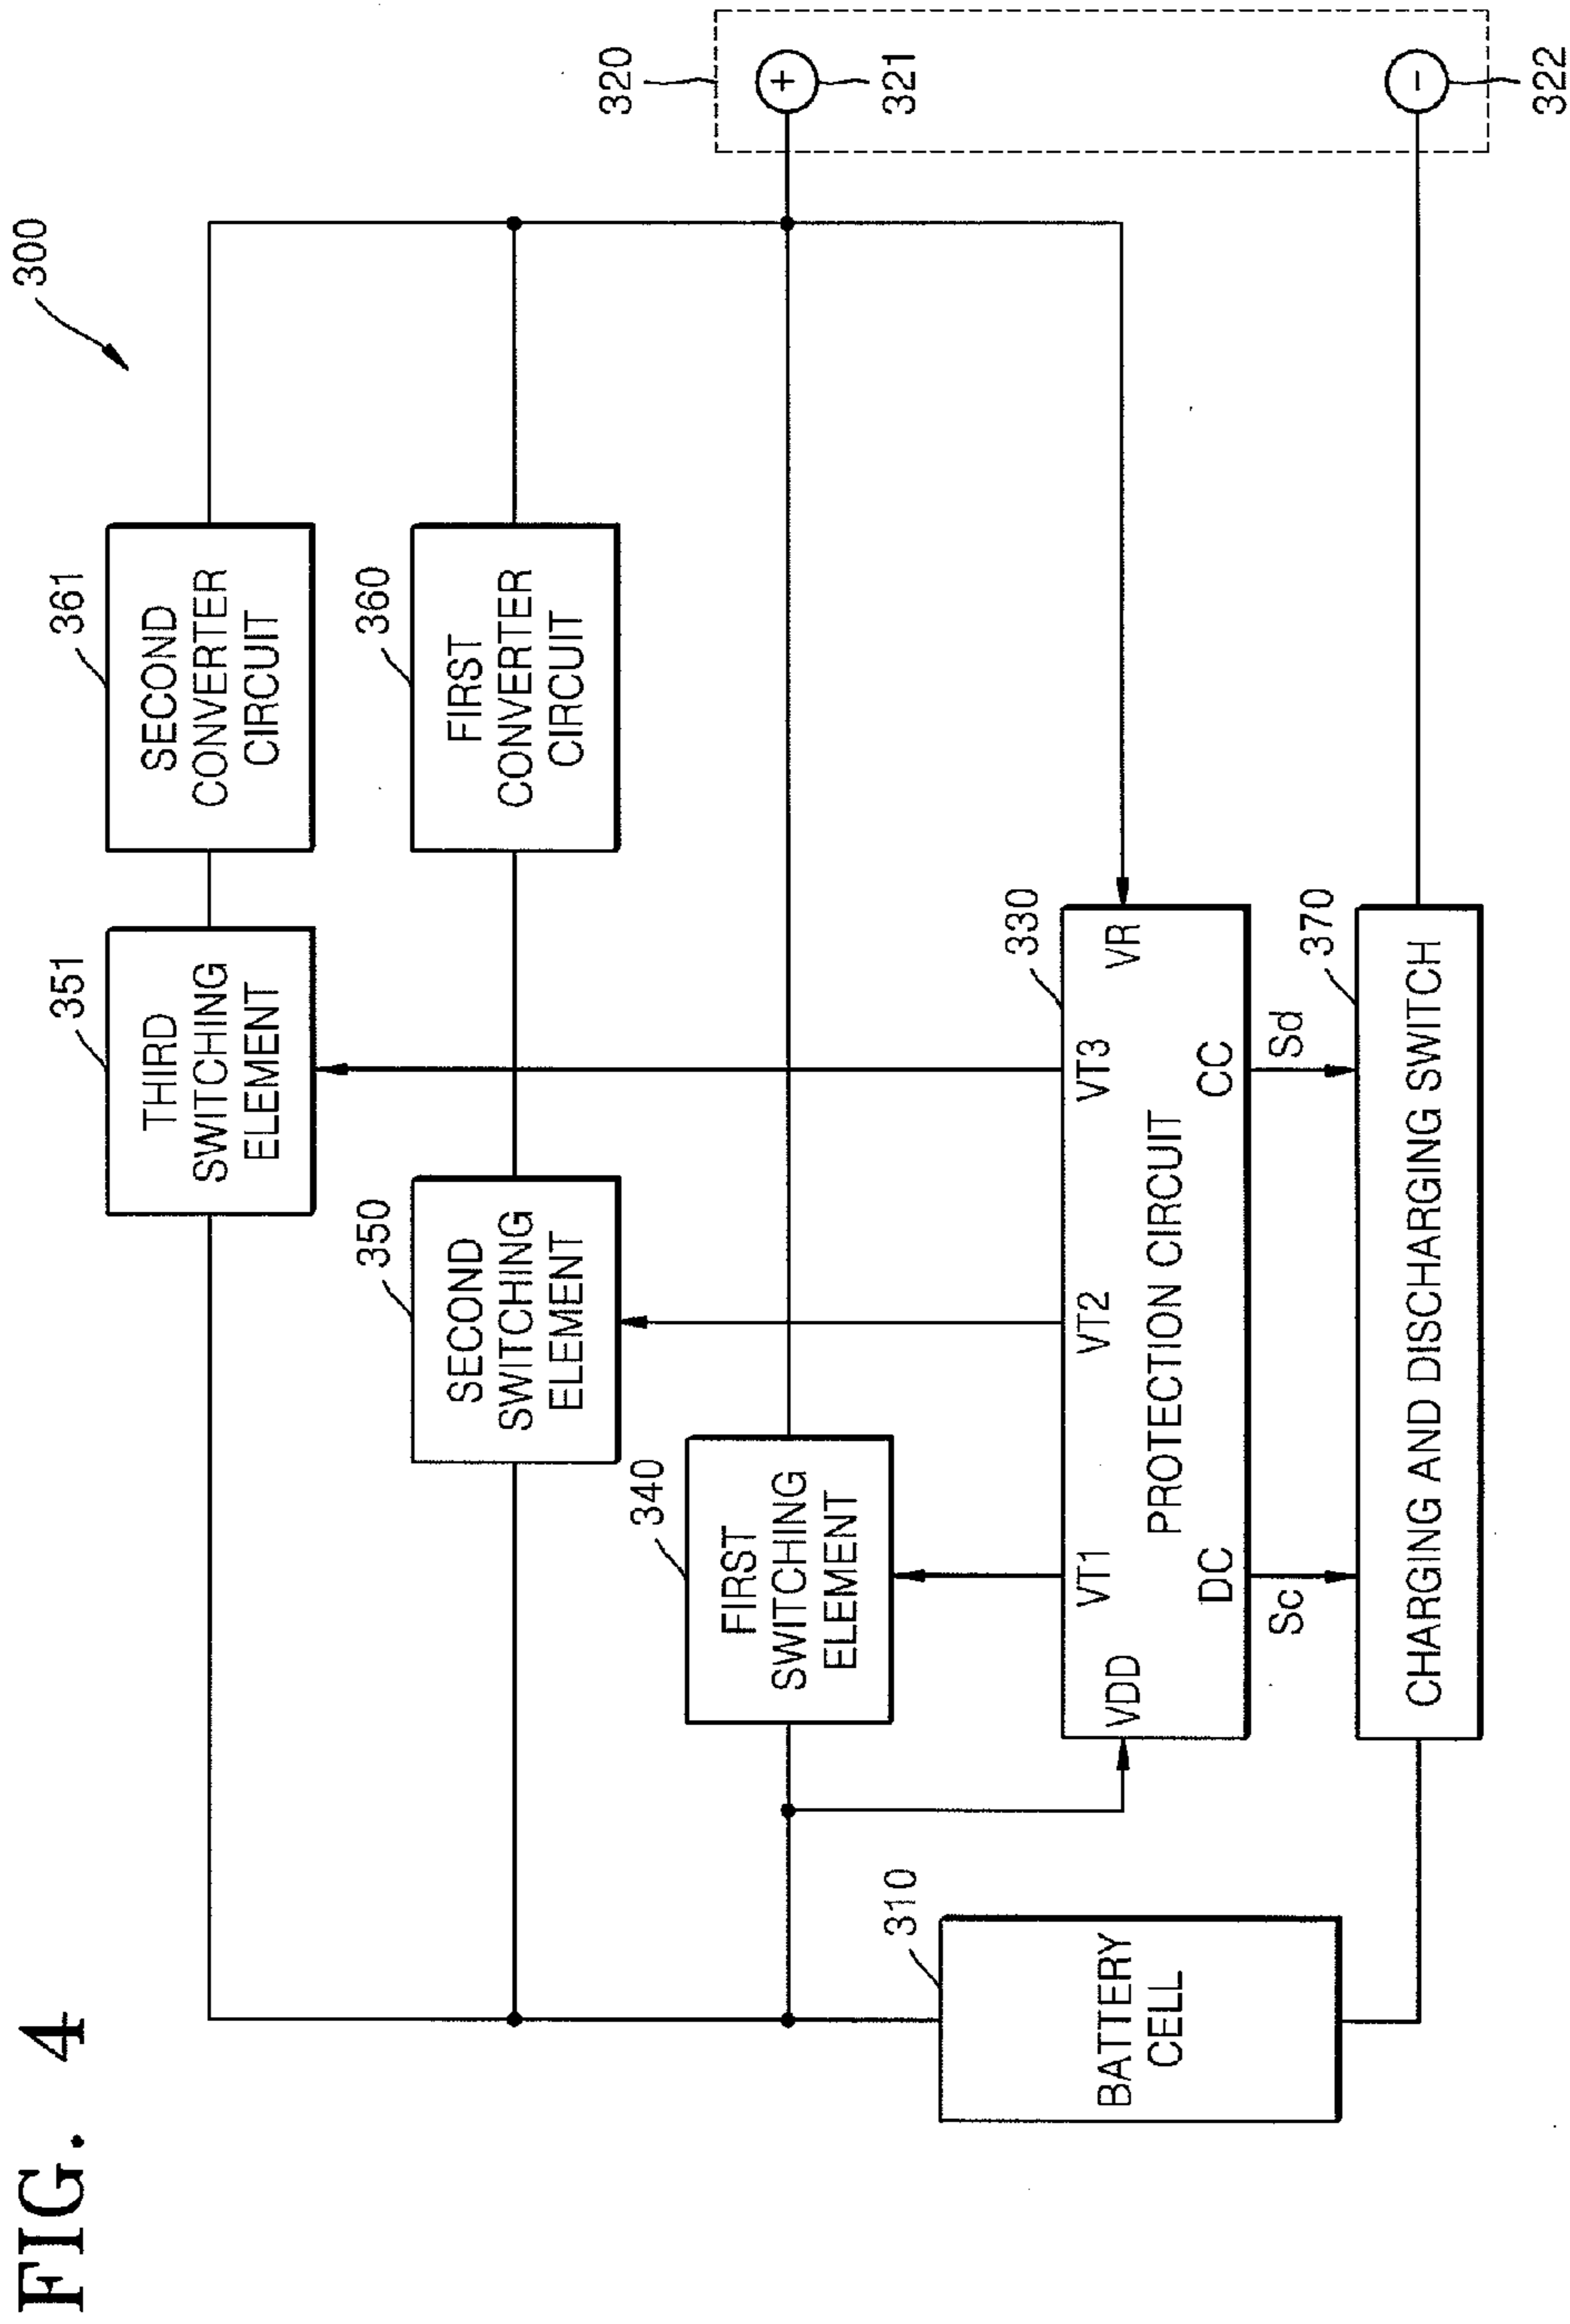 FIG. 4
300
361
SECOND
CONVERTER
CIRCUIT
351
THIRD
SWITCHING
ELEMENT
360
FIRST
CONVERTER
CIRCUIT
350
SECOND
SWITCHING
ELEMENT
340
FIRST
SWITCHING
ELEMENT
320
+
321
310
BATTERY
CELL
330
VDD
VT1
VT2
VT3
VR
PROTECTION CIRCUIT
DC
CC
Sc
Sd
370
CHARGING AND DISCHARGING SWITCH
-
322